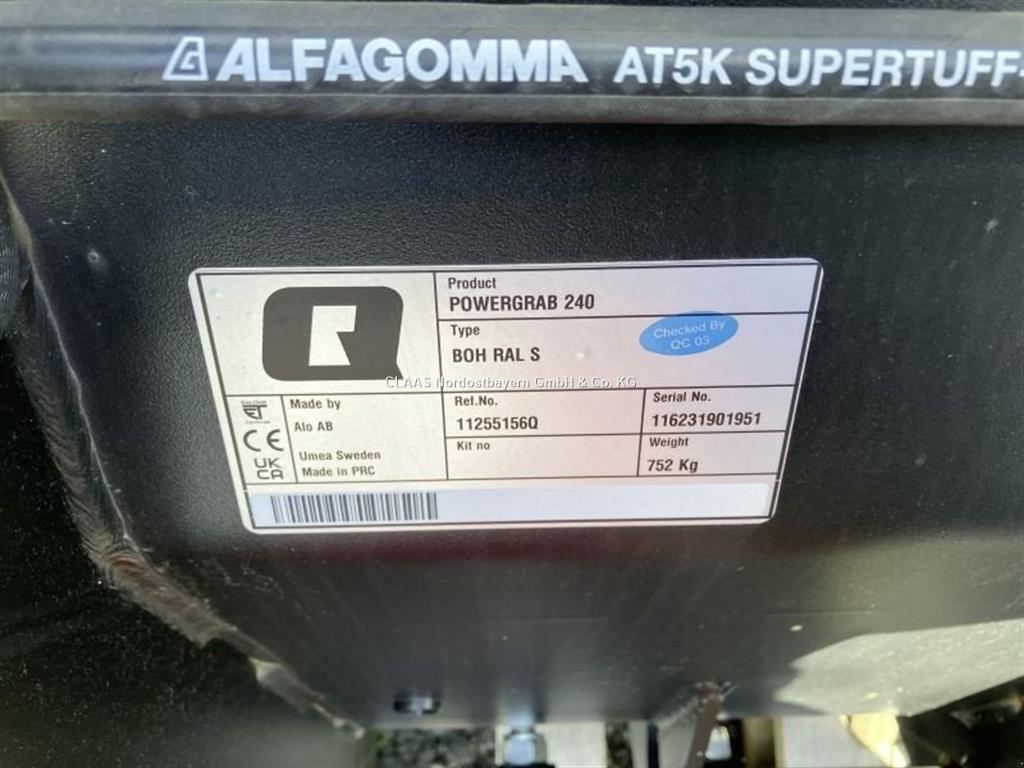 ALFAGOMMA AT5K SUPERTUFF
Product
POWERGRAB 240
Type
BOH RAL S
Checked By
QC 03
CLAAS Nordostbayern GmbH & Co. KG
CE
UK
CA
Made by
Alo AB
Umea Sweden
Made in PRC
Ref.No.
11255156Q
Kit no
Serial No.
116231901951
Weight
752 Kg